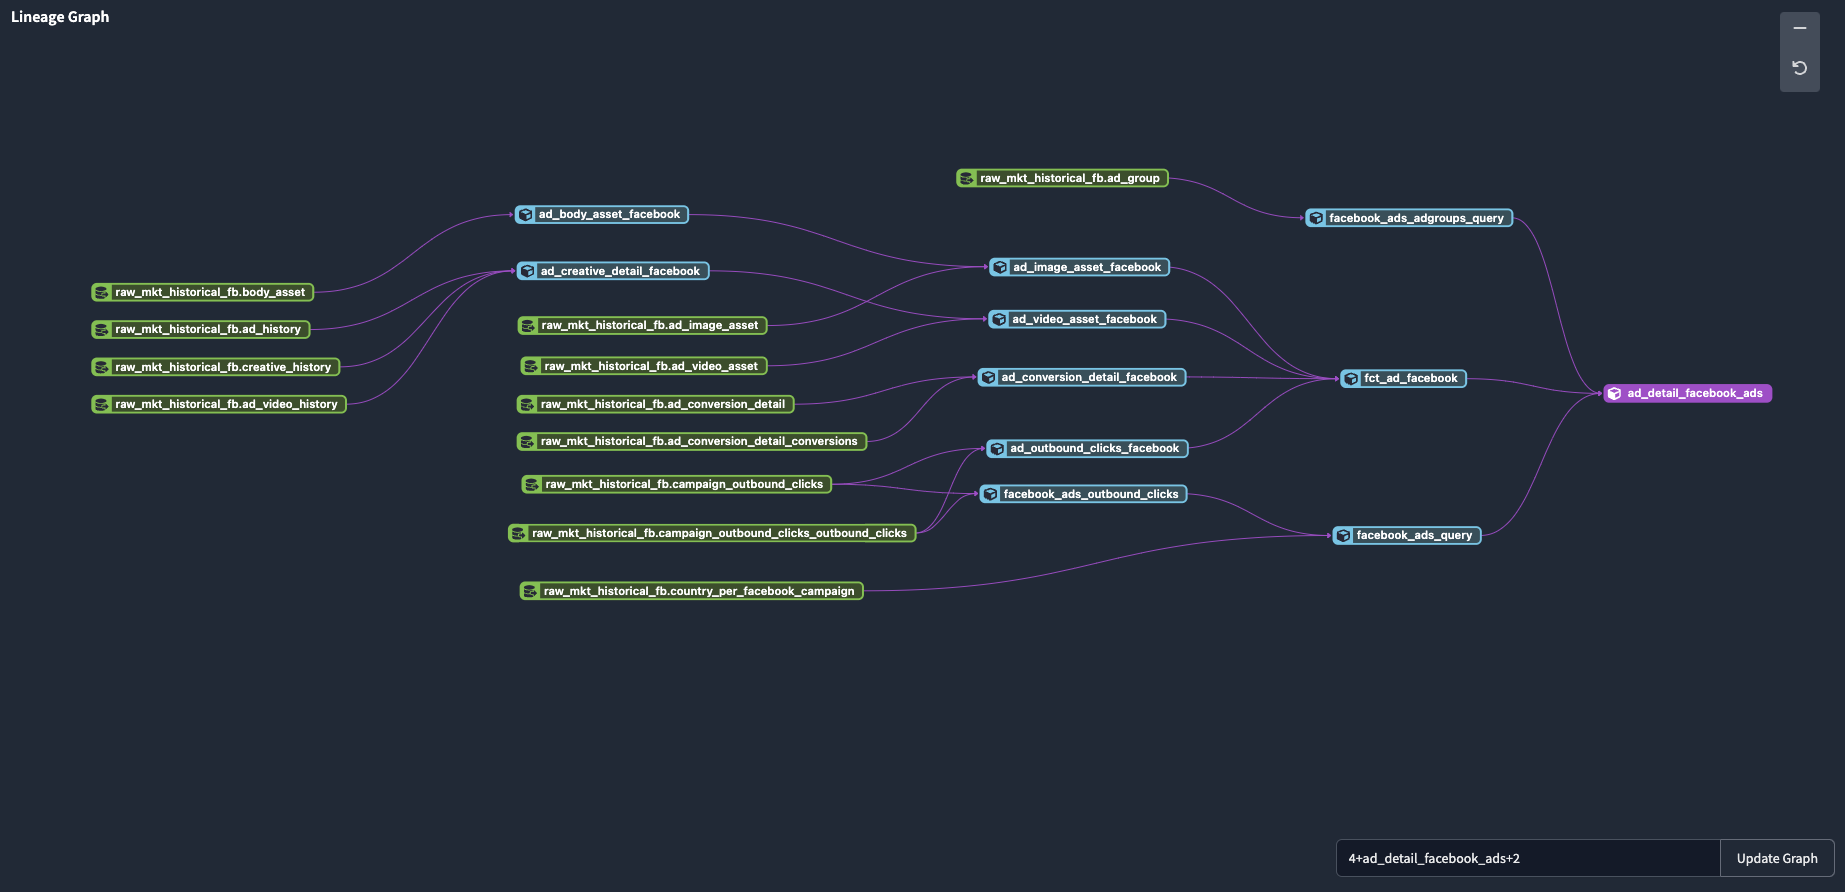 Lineage Graph
raw_mkt_historical_fb.body_asset
raw_mkt_historical_fb.ad_history
raw_mkt_historical_fb.creative_history
raw_mkt_historical_fb.ad_video_history
ad_body_asset_facebook
ad_creative_detail_facebook
raw_mkt_historical_fb.ad_image_asset
raw_mkt_historical_fb.ad_video_asset
raw_mkt_historical_fb.ad_conversion_detail
raw_mkt_historical_fb.ad_conversion_detail_conversions
raw_mkt_historical_fb.campaign_outbound_clicks
raw_mkt_historical_fb.campaign_outbound_clicks_outbound_clicks
raw_mkt_historical_fb.country_per_facebook_campaign
raw_mkt_historical_fb.ad_group
ad_image_asset_facebook
ad_video_asset_facebook
ad_conversion_detail_facebook
ad_outbound_clicks_facebook
facebook_ads_outbound_clicks
facebook_ads_adgroups_query
fct_ad_facebook
facebook_ads_query
ad_detail_facebook_ads
4+ad_detail_facebook_ads+2
Update Graph